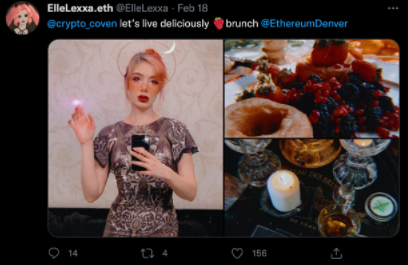 ElleLexxa.eth @ElleLexxa · Feb 18
@crypto_coven let's live deliciously 🍓brunch @EthereumDenver
14 4 156